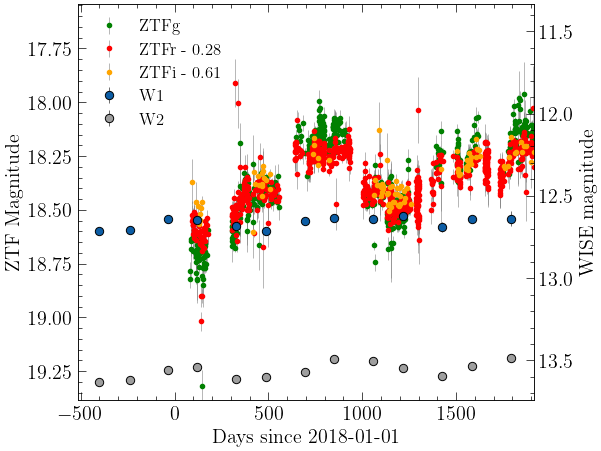 ZTFg
ZTFr - 0.28
ZTFi - 0.61
W1
W2
17.75
18.00
18.25
18.50
18.75
19.00
19.25
ZTF Magnitude
11.5
12.0
12.5
13.0
13.5
WISE magnitude
−500 0 500 1000 1500
Days since 2018-01-01